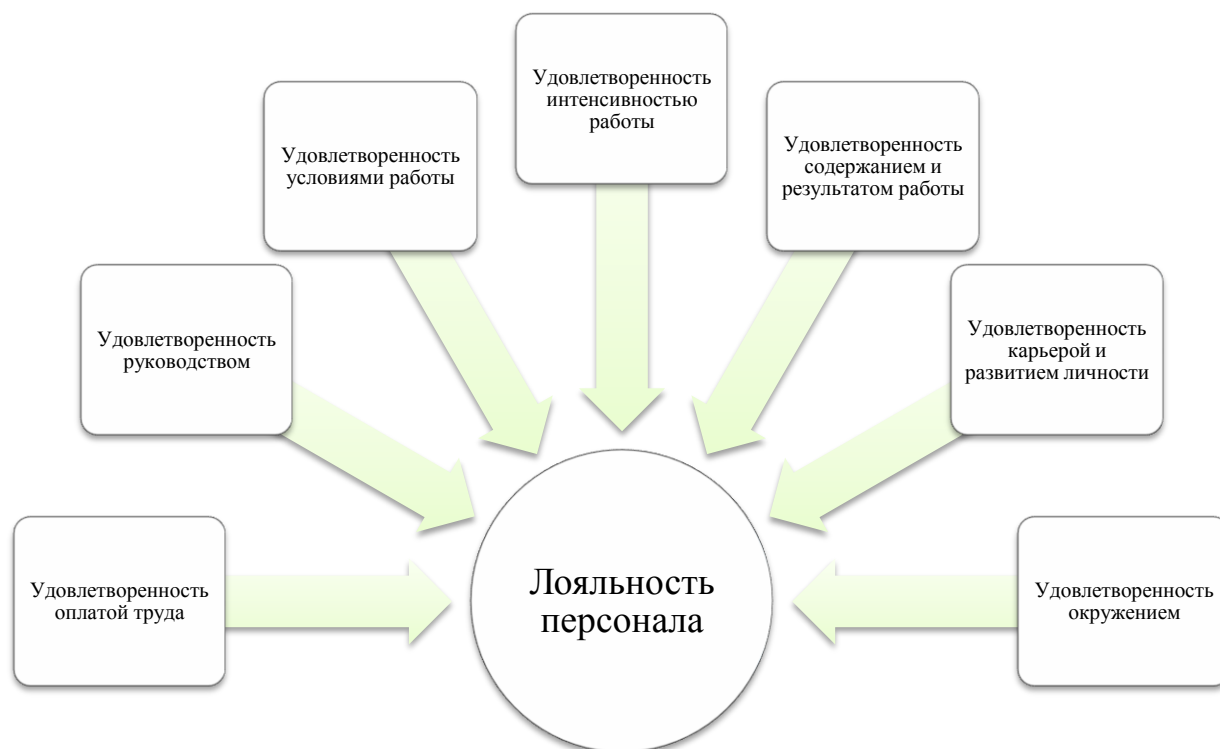 Удовлетворенность
оплатой труда
Удовлетворенность
руководством
Удовлетворенность
условиями работы
Удовлетворенность
интенсивностью
работы
Удовлетворенность
содержанием и
результатом работы
Удовлетворенность
карьерой и
развитием личности
Удовлетворенность
окружением
Лояльность
персонала